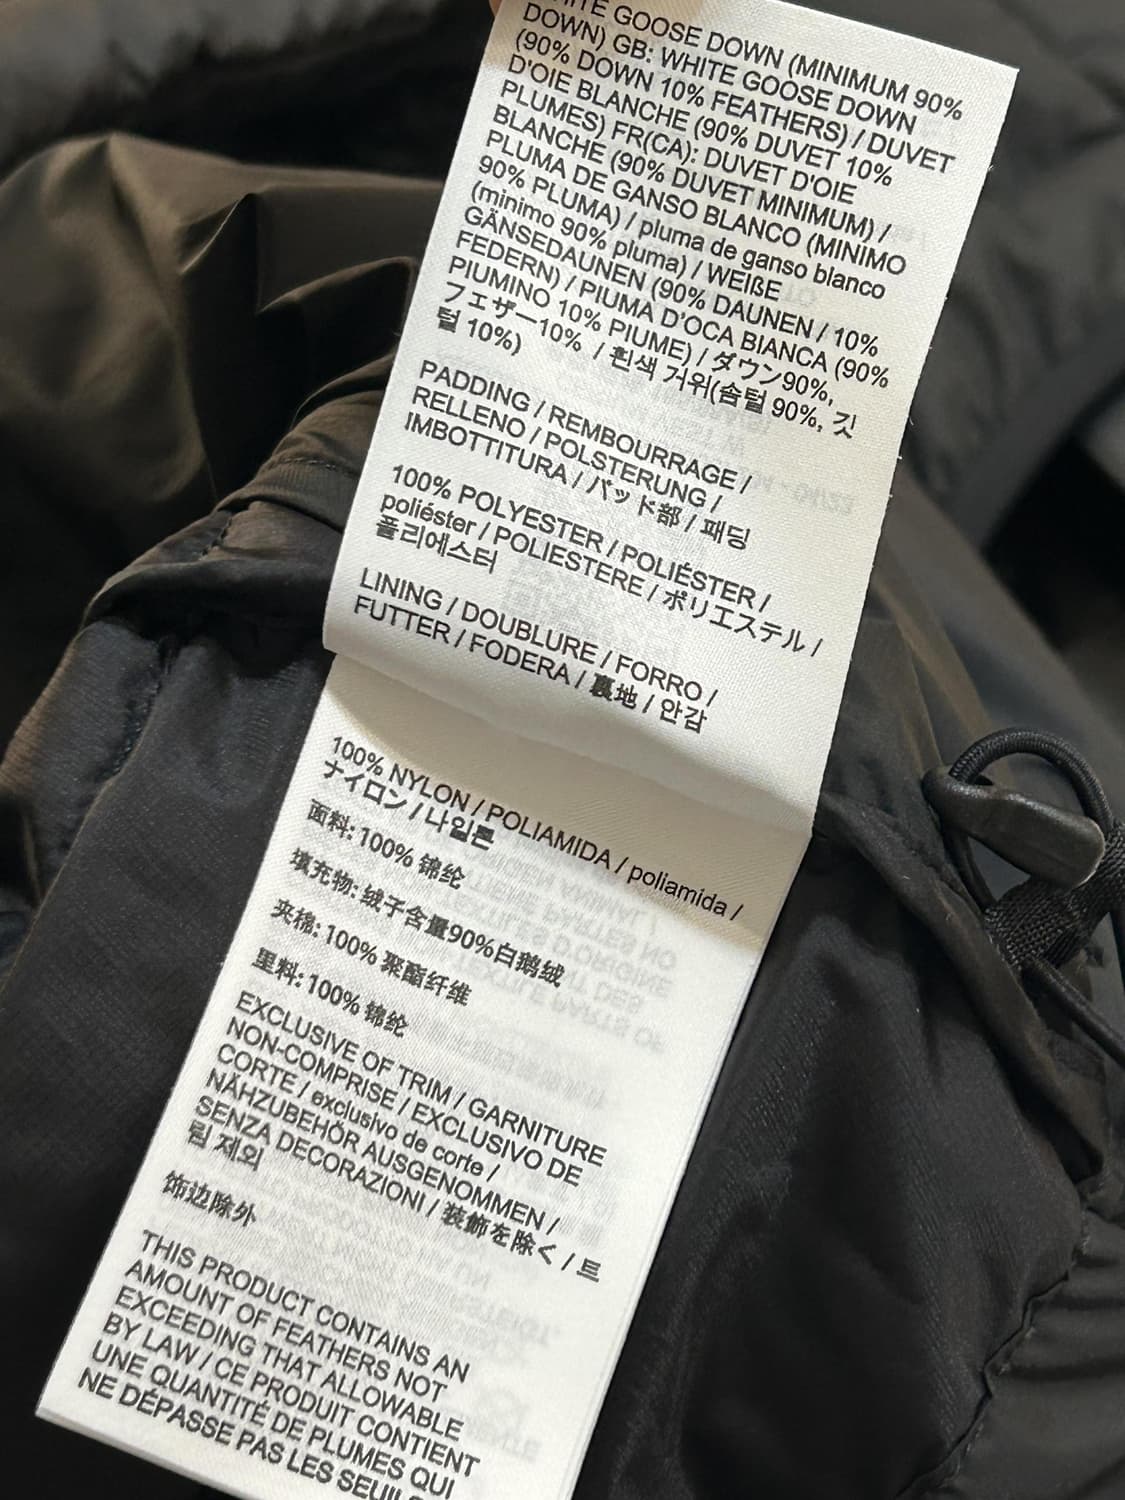 GOOSE DOWN (MINIMUM 90%
DOWN) GB: WHITE GOOSE DOWN
(90% DOWN 10% FEATHERS) / DUVET
D'OIE BLANCHE (90% DUVET 10%
PLUMES) FR(CA): DUVET D'OIE
BLANCHE (90% DUVET MINIMUM) /
PLUMA DE GANSO BLANCO (MINIMO
90% PLUMA) / pluma de ganso blanco
(minimo 90% pluma) / WEIßE
GÄNSEDAUNEN (90% DAUNEN / 10%
FEDERN) / PIUMA D'OCA BIANCA (90%
PIUMINO 10% PIUME) / ダウン90%,
フェザー10% / 흰색 거위(솜털 90%, 깃
털 10%)
PADDING / REMBOURRAGE /
RELLENO / POLSTERUNG /
IMBOTTITURA / パッド部 / 패딩
100% POLYESTER / POLIÉSTER /
poliéster / POLIESTERE / ポリエステル /
폴리에스터
LINING / DOUBLURE / FORRO /
FUTTER / FODERA / 裏地 / 안감
100% NYLON / POLIAMIDA / poliamida /
ナイロン / 나일론
面料: 100% 锦纶
填充物: 绒子含量90%白鹅绒
夹棉: 100% 聚酯纤维
里料: 100% 锦纶
EXCLUSIVE OF TRIM / GARNITURE
NON-COMPRISE / EXCLUSIVO DE
CORTE / exclusivo de corte /
NÄHZUBEHÖR AUSGENOMMEN /
SENZA DECORAZIONI / 装飾を除く / 트
림 제외
饰边除外
THIS PRODUCT CONTAINS AN
AMOUNT OF FEATHERS NOT
EXCEEDING THAT ALLOWABLE
BY LAW / CE PRODUIT CONTIENT
UNE QUANTITÉ DE PLUMES QUI
NE DÉPASSE PAS LES